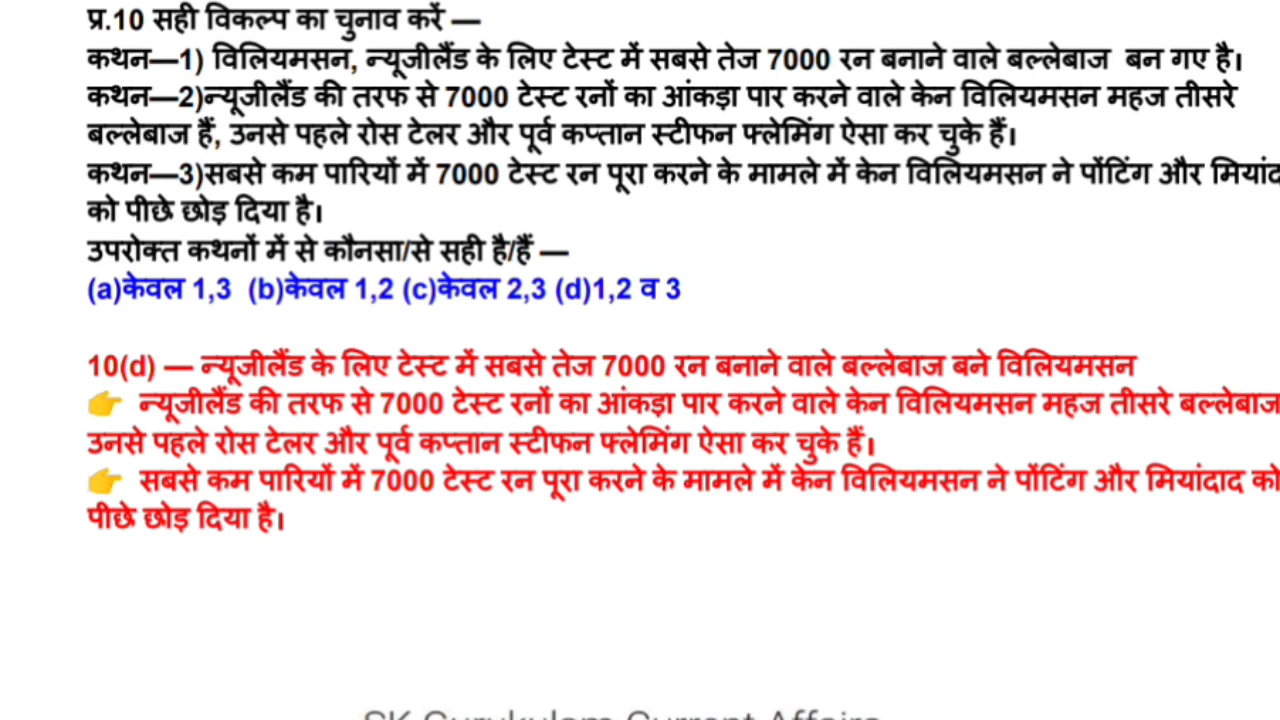 प्र.10 सही विकल्प का चुनाव करें —
कथन—1) विलियमसन, न्यूजीलैंड के लिए टेस्ट में सबसे तेज 7000 रन बनाने वाले बल्लेबाज बन गए है।
कथन—2)न्यूजीलैंड की तरफ से 7000 टेस्ट रनों का आंकड़ा पार करने वाले केन विलियमसन महज तीसरे
बल्लेबाज हैं, उनसे पहले रोस टेलर और पूर्व कप्तान स्टीफन फ्लेमिंग ऐसा कर चुके हैं।
कथन—3)सबसे कम पारियों में 7000 टेस्ट रन पूरा करने के मामले में केन विलियमसन ने पोंटिंग और मियांद
को पीछे छोड़ दिया है।
उपरोक्त कथनों में से कौनसा/से सही है/हैं —
(a)केवल 1,3 (b)केवल 1,2 (c)केवल 2,3 (d)1,2 व 3
10(d) — न्यूजीलैंड के लिए टेस्ट में सबसे तेज 7000 रन बनाने वाले बल्लेबाज बने विलियमसन
👉 न्यूजीलैंड की तरफ से 7000 टेस्ट रनों का आंकड़ा पार करने वाले केन विलियमसन महज तीसरे बल्लेबाज
उनसे पहले रोस टेलर और पूर्व कप्तान स्टीफन फ्लेमिंग ऐसा कर चुके हैं।
👉 सबसे कम पारियों में 7000 टेस्ट रन पूरा करने के मामले में केन विलियमसन ने पोंटिंग और मियांदाद को
पीछे छोड़ दिया है।
SK Gurukulam Current Affairs